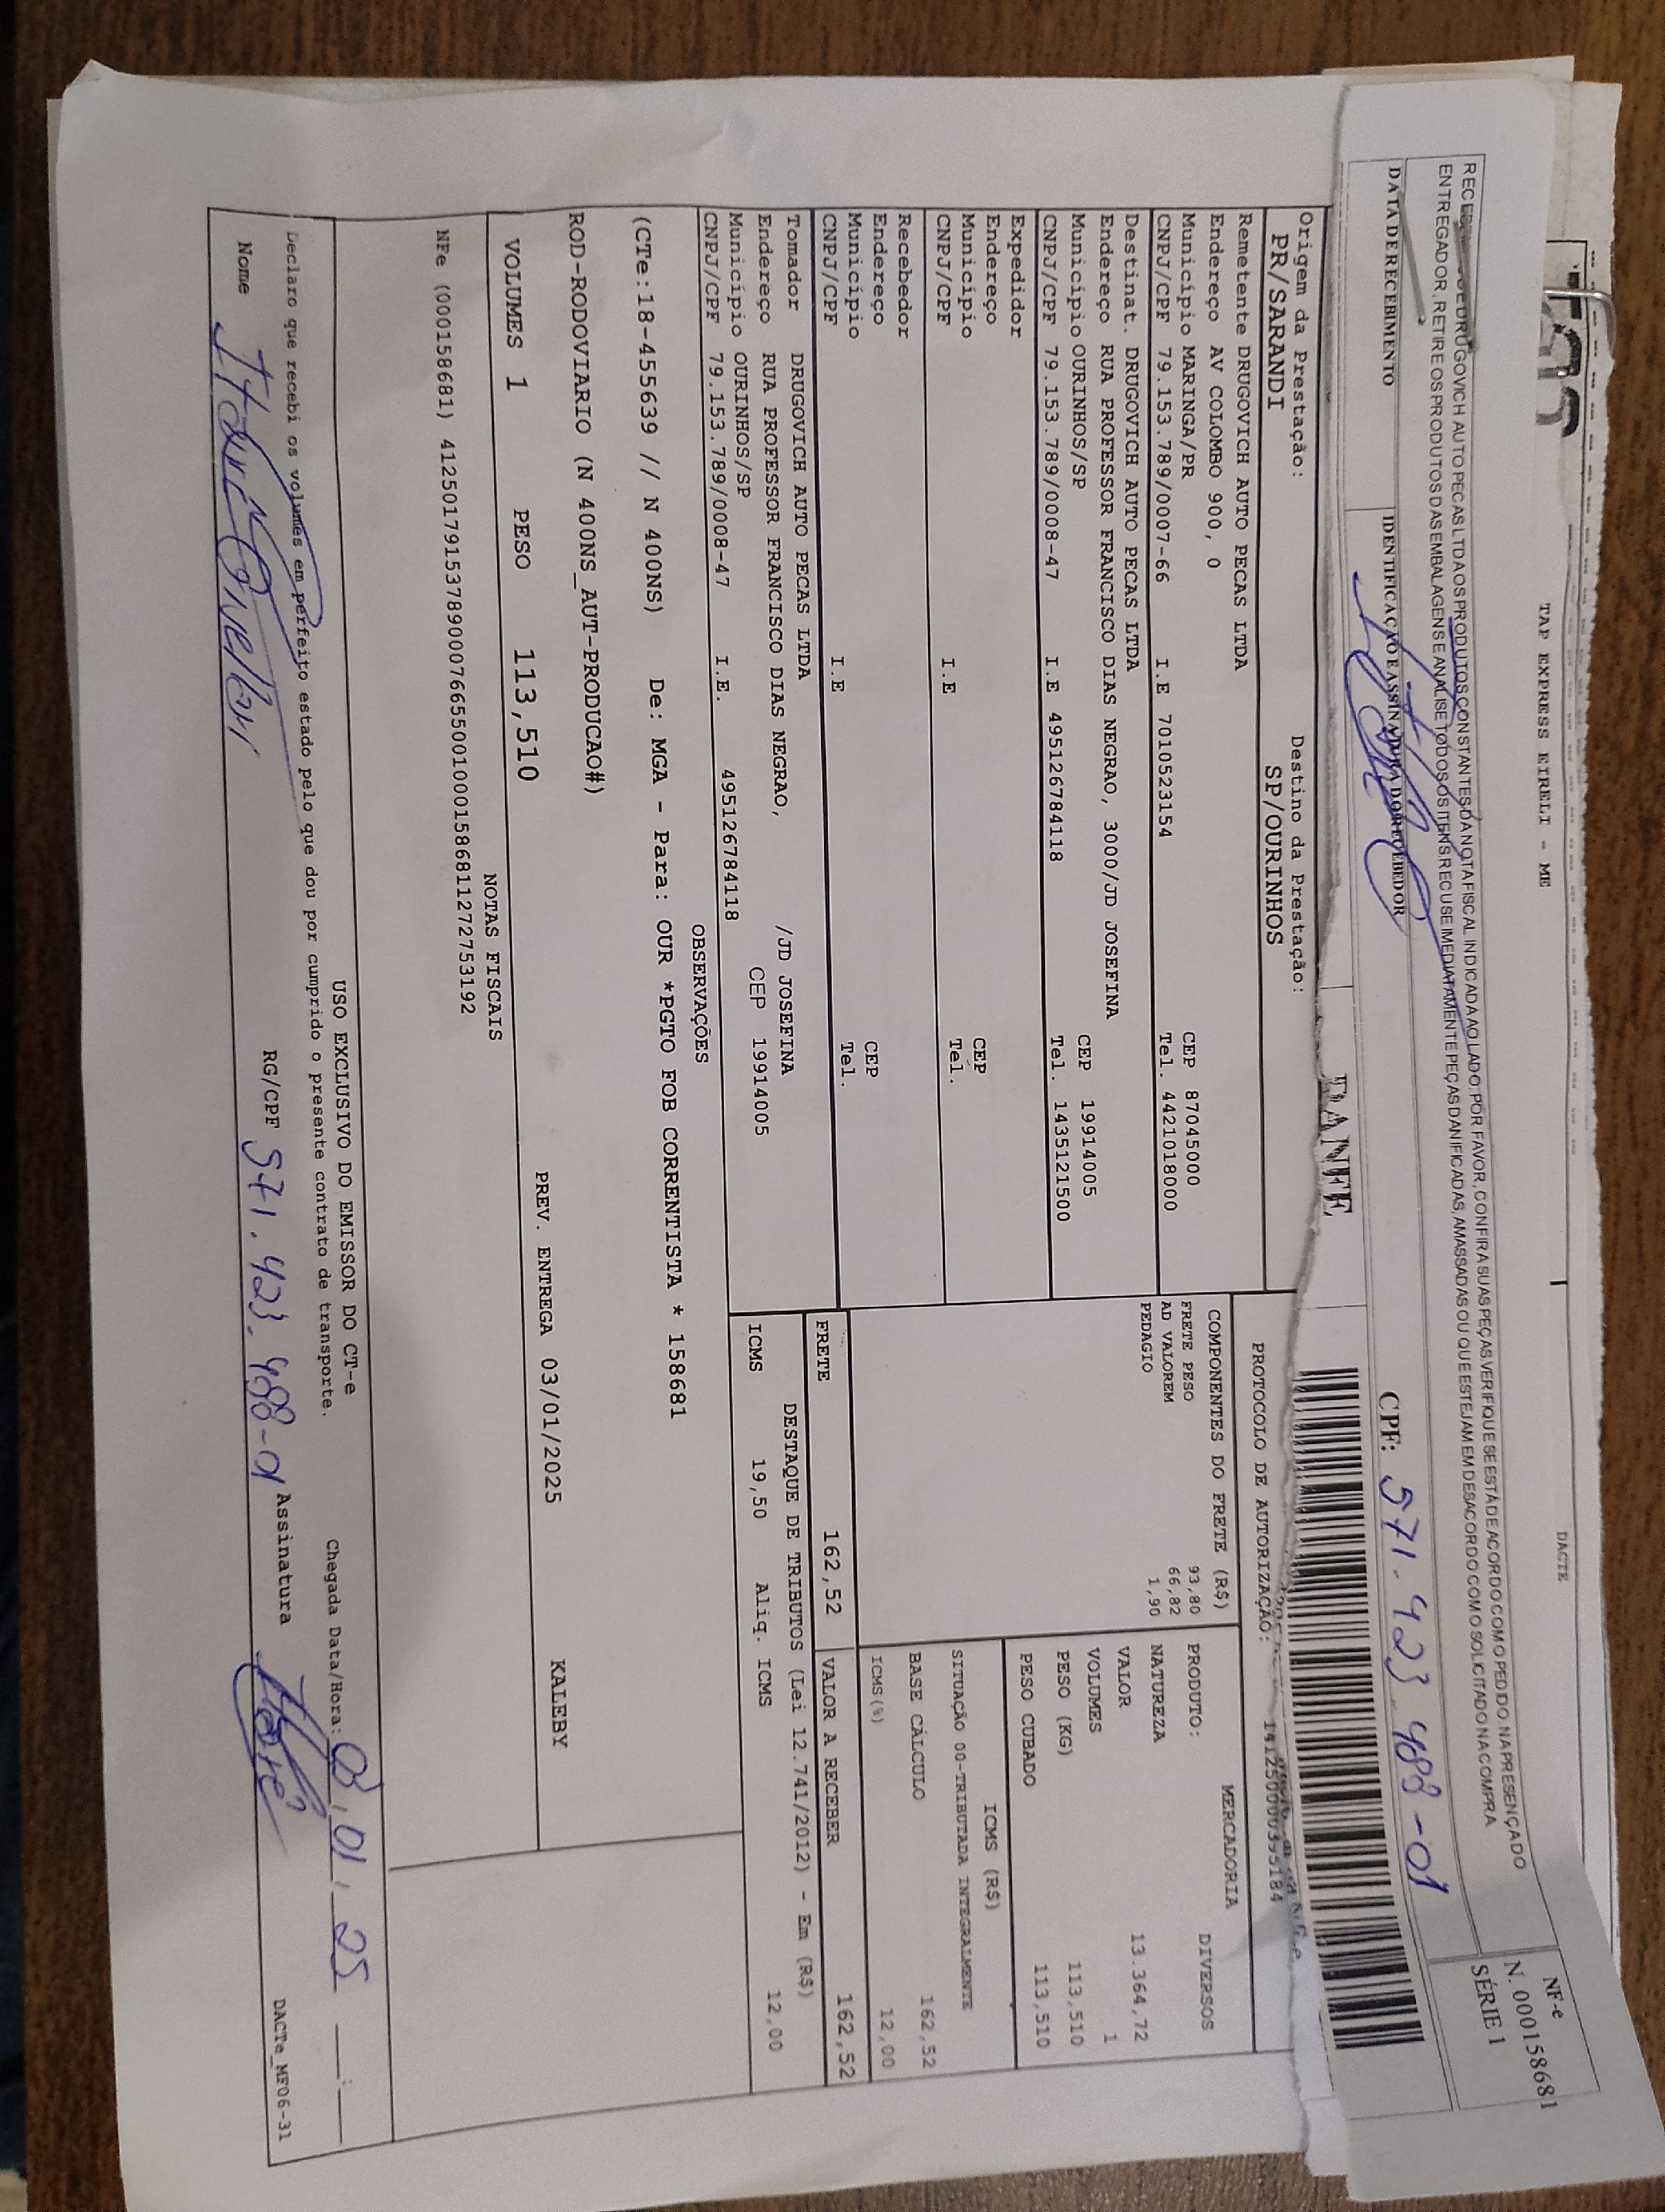 TAP EXPRESS EIRELI - ME
DACTE
DRUGOVICH AUTO PECAS LTDA OS PRODUTOS CONSTANTES DA NOTA FISCAL INDICADA AO LADO, POR FAVOR, CONFIRA SUAS PEÇAS VERIFIQUE SE ESTÁ DE ACORDO COM O PEDIDO, NA PRESENÇA DO
ENTREGADOR, RETIRE OS PRODUTOS DAS EMBALAGENS E ANALISE TODOS OS ITENS RECUSE IMEDIATAMENTE PEÇAS DANIFICADAS, AMASSADAS OU QUE ESTEJAM EM DESACORDO COM O SOLICITADO NA COMPRA
NF-e
N. 000158681
SÉRIE 1
DATA DE RECEBIMENTO
IDENTIFICAÇÃO E ASSINATURA DO RECEBEDOR
CPF: 571.423.488-01
DANFE
Origem da Prestação:
PR/SARANDI
Destino da Prestação:
SP/OURINHOS
PROTOCOLO DE AUTORIZAÇÃO:
Remetente DRUGOVICH AUTO PECAS LTDA
Endereço AV COLOMBO 900, 0
Município MARINGA/PR CEP 87045000
CNPJ/CPF 79.153.789/0007-66 I.E 7010523154 Tel. 4421018000
Destinat. DRUGOVICH AUTO PECAS LTDA
Endereço RUA PROFESSOR FRANCISCO DIAS NEGRAO, 3000/JD JOSEFINA
Município OURINHOS/SP CEP 19914005
CNPJ/CPF 79.153.789/0008-47 I.E 495126784118 Tel. 1435121500
Expedidor
Endereço
Município CEP
CNPJ/CPF I.E Tel.
Recebedor
Endereço
Município CEP
CNPJ/CPF I.E Tel.
Tomador DRUGOVICH AUTO PECAS LTDA
Endereço RUA PROFESSOR FRANCISCO DIAS NEGRAO, /JD JOSEFINA
Município OURINHOS/SP CEP 19914005
CNPJ/CPF 79.153.789/0008-47 I.E. 495126784118
COMPONENTES DO FRETE (R$)
FRETE PESO 93,80
AD VALOREM 66,82
PEDAGIO 1,90
MERCADORIA
PRODUTO: DIVERSOS
NATUREZA
VALOR 13.364,72
VOLUMES 1
PESO (KG) 113,510
PESO CUBADO 113,510
ICMS (R$)
SITUAÇÃO 00-TRIBUTADA INTEGRALMENTE
BASE CÁLCULO 162,52
ICMS(%) 12,00
FRETE 162,52 VALOR A RECEBER 162,52
DESTAQUE DE TRIBUTOS (Lei 12.741/2012) - Em (R$)
ICMS 19,50 Aliq. ICMS 12,00
OBSERVAÇÕES
(CTe:18-455639 // N 400NS) De: MGA - Para: OUR *PGTO FOB CORRENTISTA * 158681
ROD-RODOVIARIO (N 400NS_AUT-PRODUCAO#)
VOLUMES 1 PESO 113,510 PREV. ENTREGA 03/01/2025 KALEBY
NOTAS FISCAIS
NFe (000158681) 41250179153789000766550010001586811272753192
USO EXCLUSIVO DO EMISSOR DO CT-e
Declaro que recebi os volumes em perfeito estado pelo que dou por cumprido o presente contrato de transporte.
Chegada Data/Hora: 01, 25 __:__
Nome
RG/CPF 571.423.488-01 Assinatura
DACTe_MF06-31